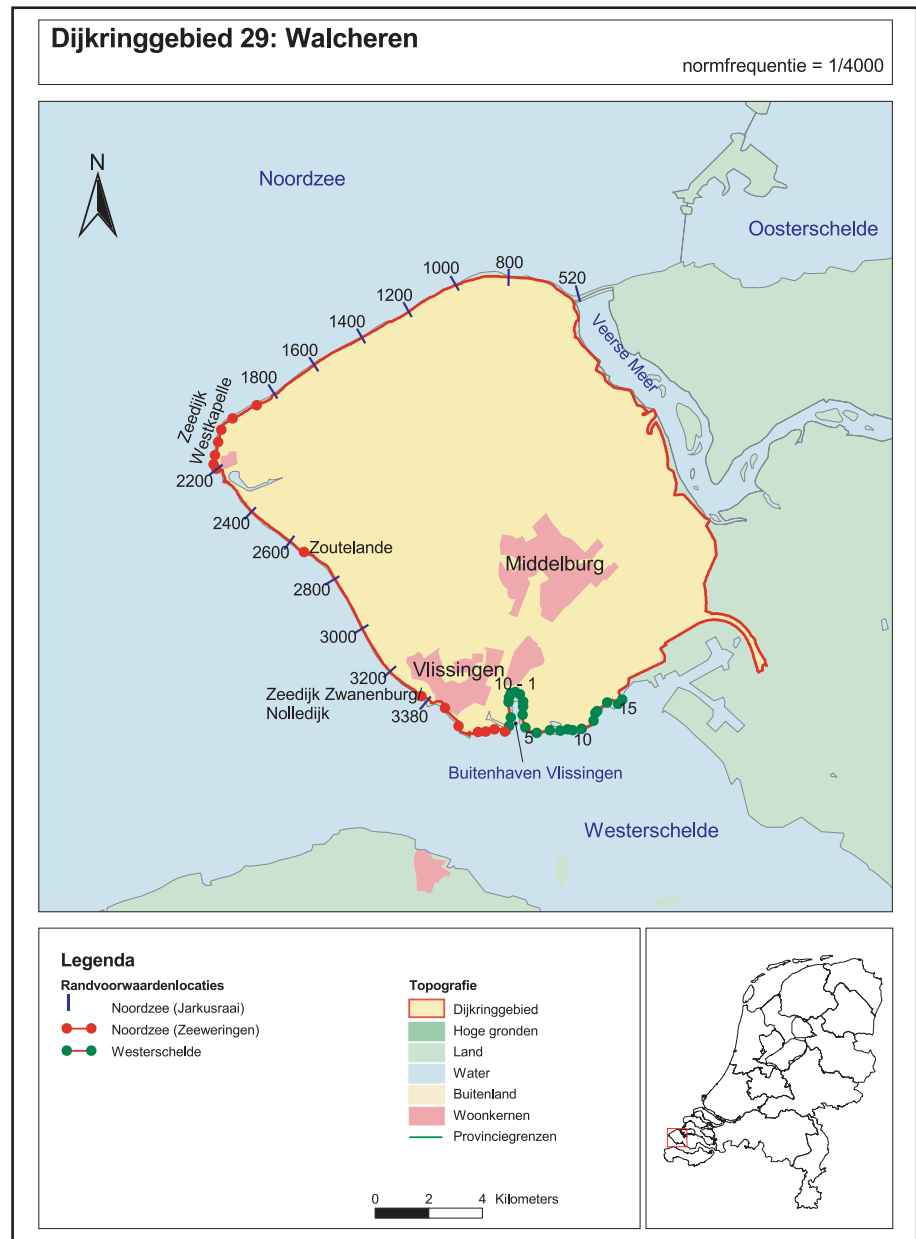 Dijkringgebied 29: Walcheren
normfrequentie = 1/4000
N
Noordzee
Oosterschelde
800
1000
520
1200
1400
Veerse Meer
1600
1800
Zeedijk
Westkapelle
2200
2400
2600
Zoutelande
Middelburg
2800
3000
3200
Vlissingen
10 - 1
Zeedijk Zwanenburg/
Nolledijk
3380
15
5
10
Buitenhaven Vlissingen
Westerschelde
Legenda
Randvoorwaardenlocaties
Noordzee (Jarkusraai)
Noordzee (Zeeweringen)
Westerschelde
Topografie
Dijkringgebied
Hoge gronden
Land
Water
Buitenland
Woonkernen
Provinciegrenzen
0 2 4 Kilometers